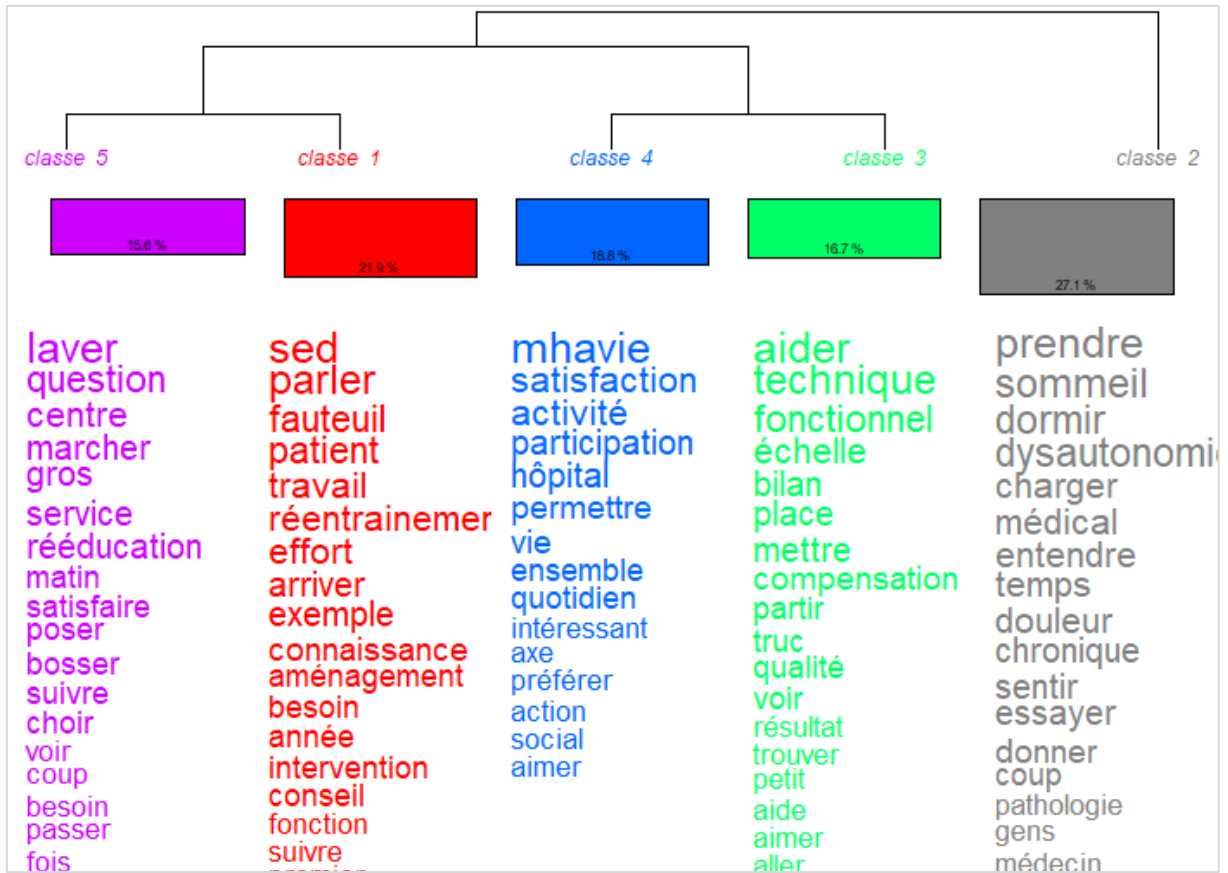 classe 5
classe 1
classe 4
classe 3
classe 2
15.6 %
21.9 %
18.8 %
16.7 %
27.1 %
laver
question
centre
marcher
gros
service
rééducation
matin
satisfaire
poser
bosser
suivre
choir
voir
coup
besoin
passer
fois
sed
parler
fauteuil
patient
travail
réentrainemer
effort
arriver
exemple
connaissance
aménagement
besoin
année
intervention
conseil
fonction
suivre
mhavie
satisfaction
activité
participation
hôpital
permettre
vie
ensemble
quotidien
intéressant
axe
préférer
action
social
aimer
aider
technique
fonctionnel
échelle
bilan
place
mettre
compensation
partir
truc
qualité
voir
résultat
trouver
petit
aide
aimer
aller
prendre
sommeil
dormir
dysautonomi
charger
médical
entendre
temps
douleur
chronique
sentir
essayer
donner
coup
pathologie
gens
médecin